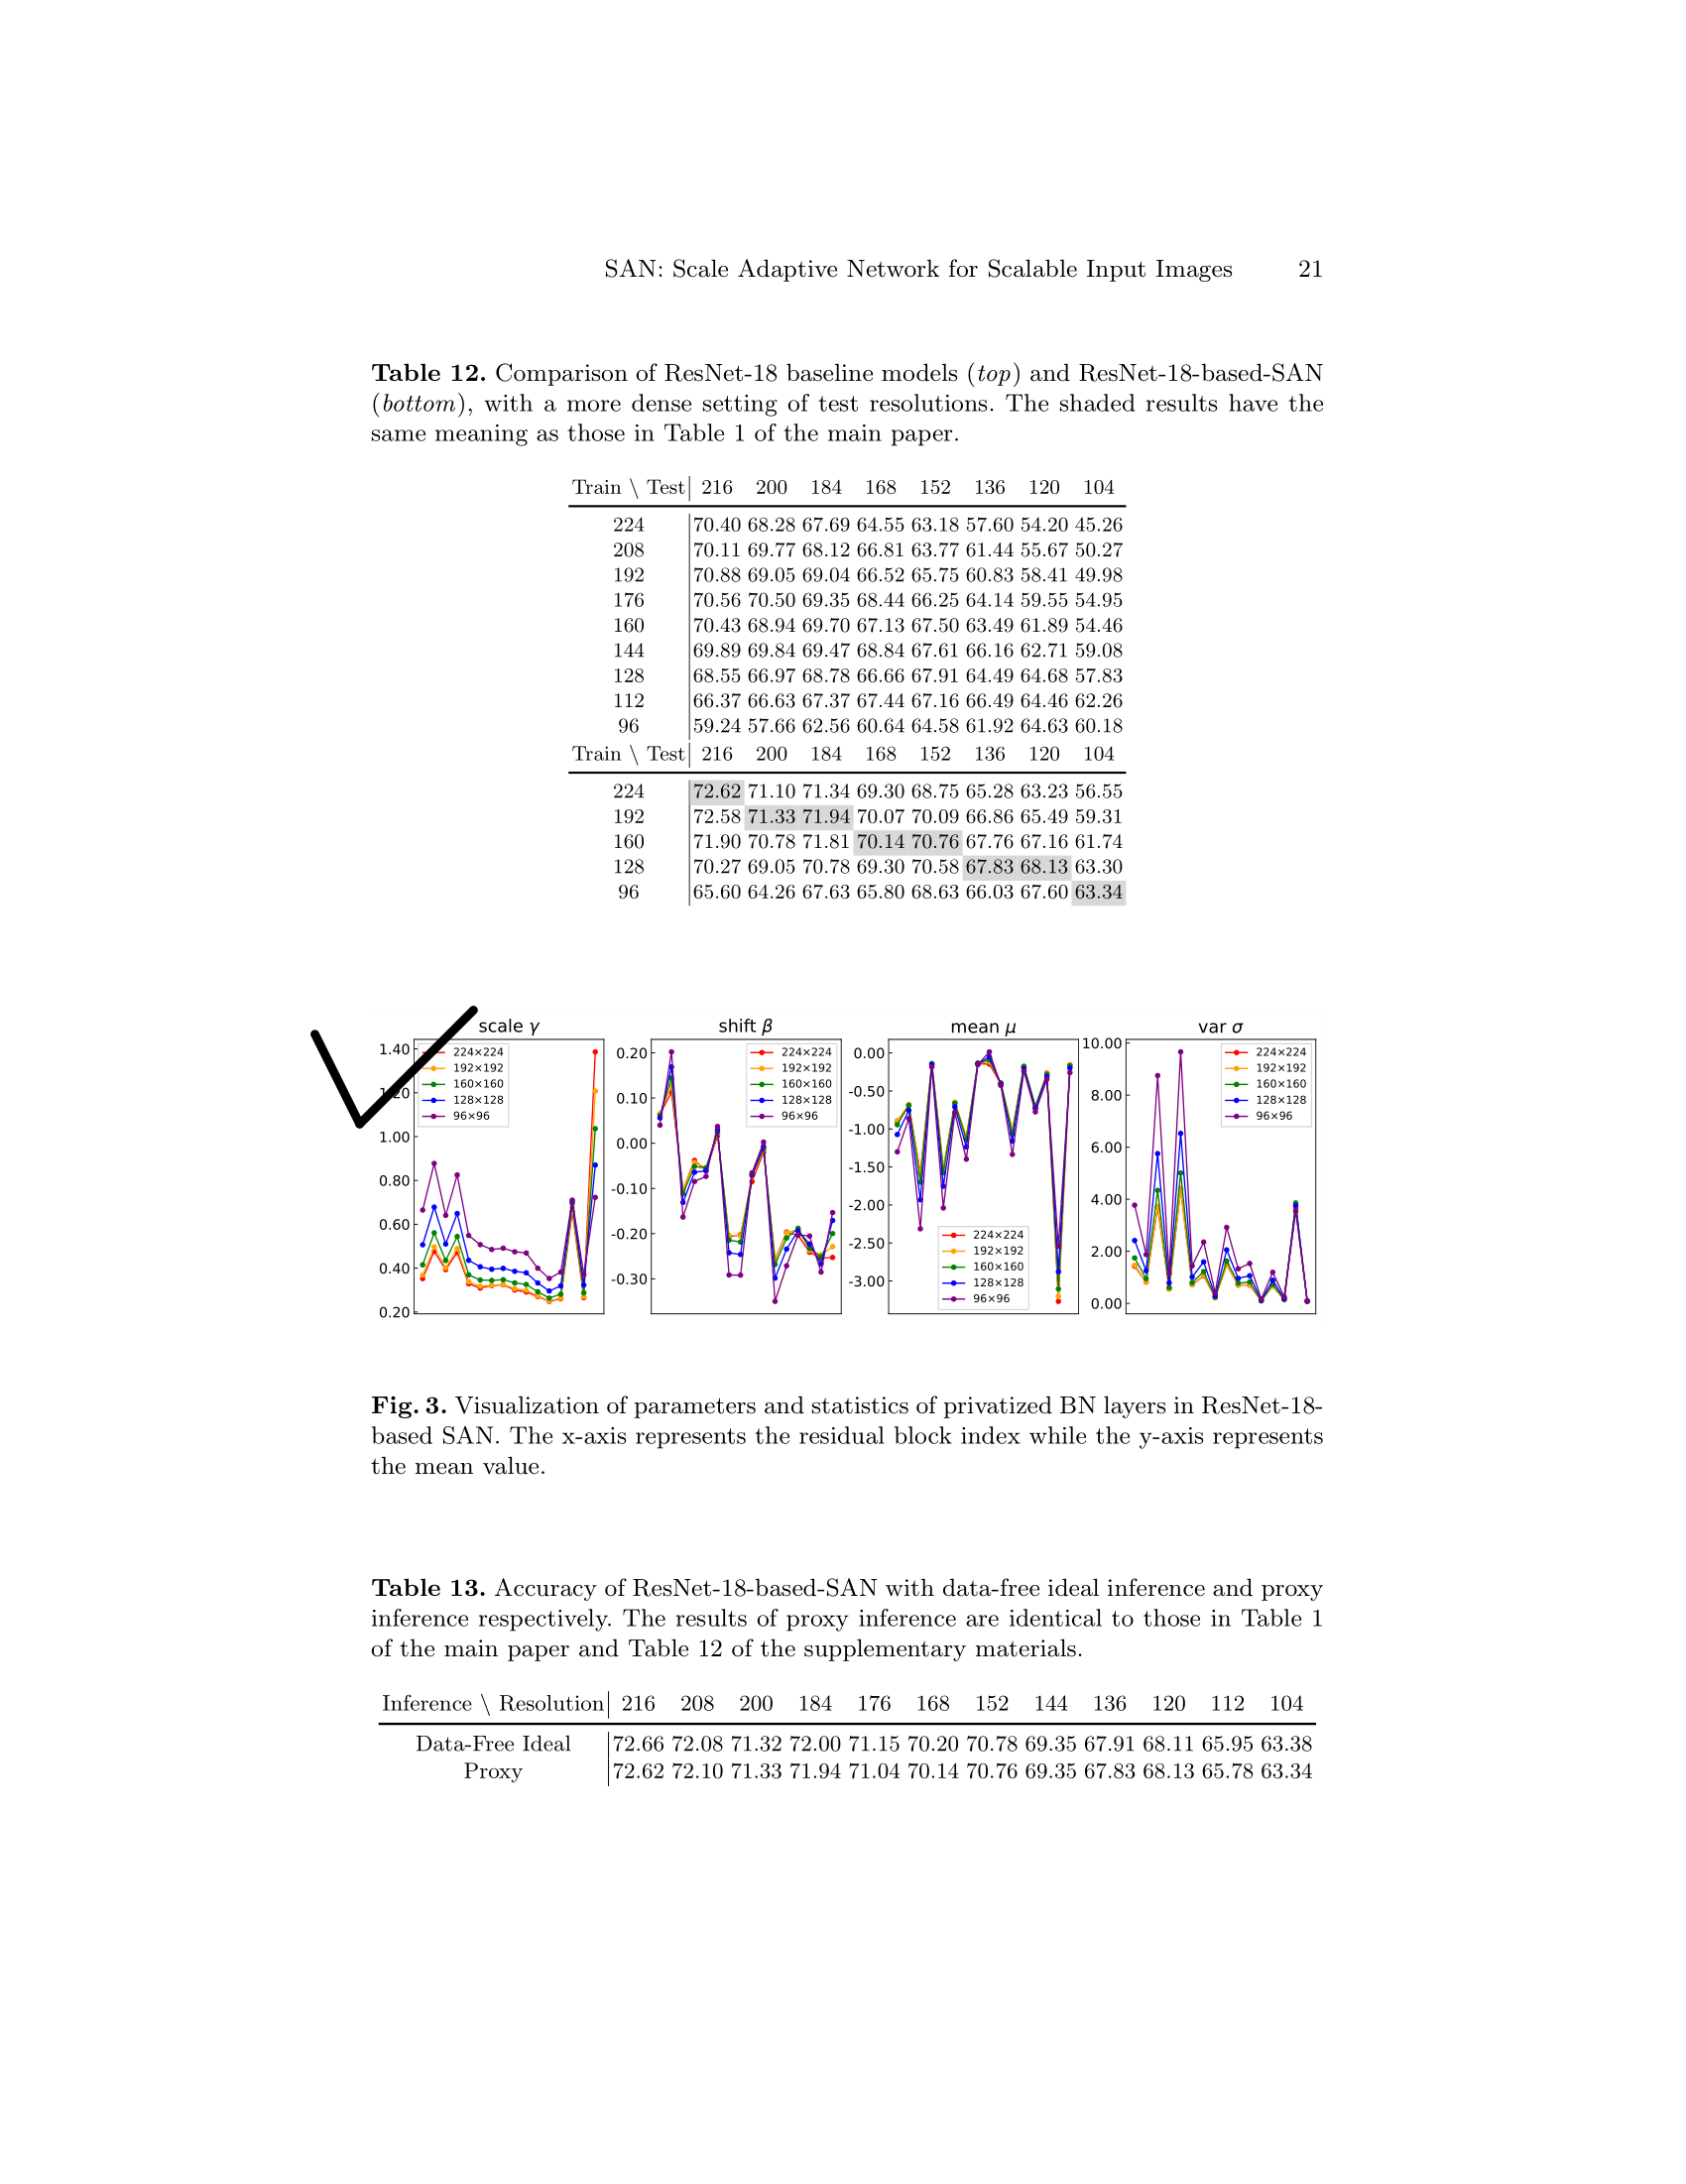 SAN: Scale Adaptive Network for Scalable Input Images 21
Table 12. Comparison of ResNet-18 baseline models (top) and ResNet-18-based-SAN
(bottom), with a more dense setting of test resolutions. The shaded results have the
same meaning as those in Table 1 of the main paper.
Train \ Test 216 200 184 168 152 136 120 104
224 70.40 68.28 67.69 64.55 63.18 57.60 54.20 45.26
208 70.11 69.77 68.12 66.81 63.77 61.44 55.67 50.27
192 70.88 69.05 69.04 66.52 65.75 60.83 58.41 49.98
176 70.56 70.50 69.35 68.44 66.25 64.14 59.55 54.95
160 70.43 68.94 69.70 67.13 67.50 63.49 61.89 54.46
144 69.89 69.84 69.47 68.84 67.61 66.16 62.71 59.08
128 68.55 66.97 68.78 66.66 67.91 64.49 64.68 57.83
112 66.37 66.63 67.37 67.44 67.16 66.49 64.46 62.26
96 59.24 57.66 62.56 60.64 64.58 61.92 64.63 60.18
Train \ Test 216 200 184 168 152 136 120 104
224 72.62 71.10 71.34 69.30 68.75 65.28 63.23 56.55
192 72.58 71.33 71.94 70.07 70.09 66.86 65.49 59.31
160 71.90 70.78 71.81 70.14 70.76 67.76 67.16 61.74
128 70.27 69.05 70.78 69.30 70.58 67.83 68.13 63.30
96 65.60 64.26 67.63 65.80 68.63 66.03 67.60 63.34
scale γ
1.40
1.20
1.00
0.80
0.60
0.40
0.20
224×224
192×192
160×160
128×128
96×96
shift β
0.20
0.10
0.00
-0.10
-0.20
-0.30
224×224
192×192
160×160
128×128
96×96
mean μ
0.00
-0.50
-1.00
-1.50
-2.00
-2.50
-3.00
224×224
192×192
160×160
128×128
96×96
var σ
10.00
8.00
6.00
4.00
2.00
0.00
224×224
192×192
160×160
128×128
96×96
Fig. 3. Visualization of parameters and statistics of privatized BN layers in ResNet-18-
based SAN. The x-axis represents the residual block index while the y-axis represents
the mean value.
Table 13. Accuracy of ResNet-18-based-SAN with data-free ideal inference and proxy
inference respectively. The results of proxy inference are identical to those in Table 1
of the main paper and Table 12 of the supplementary materials.
Inference \ Resolution 216 208 200 184 176 168 152 144 136 120 112 104
Data-Free Ideal 72.66 72.08 71.32 72.00 71.15 70.20 70.78 69.35 67.91 68.11 65.95 63.38
Proxy 72.62 72.10 71.33 71.94 71.04 70.14 70.76 69.35 67.83 68.13 65.78 63.34